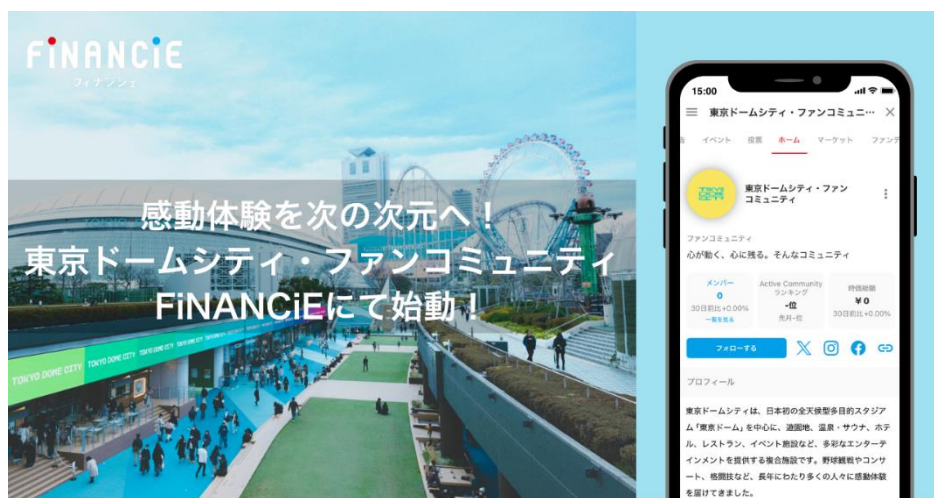 FiNANCiE
フィナンシェ
感動体験を次の次元へ！
東京ドームシティ・ファンコミュニティ
FiNANCiEにて始動！
TOKYO DOME CITY TOKYO DOME CITY TOKYO DOME CITY TOKYO DOME CITY
15:00
東京ドームシティ・ファンコミュニ…
イベント 投票 ホーム マーケット ファンデ
TOKYO DOME CITY
東京ドームシティ・ファン
コミュニティ
ファンコミュニティ
心が動く、心に残る。そんなコミュニティ
メンバー
0
30日前比+0.00%
一覧を見る
Active Community
ランキング
-位
先月-位
時価総額
¥0
30日前比+0.00%
フォローする
プロフィール
東京ドームシティは、日本初の全天候型多目的スタジア
ム「東京ドーム」を中心に、遊園地、温泉・サウナ、ホテ
ル、レストラン、イベント施設など、多彩なエンターテ
インメントを提供する複合施設です。野球観戦やコンサ
ート、格闘技など、長年にわたり多くの人々に感動体験
を届けてきました。